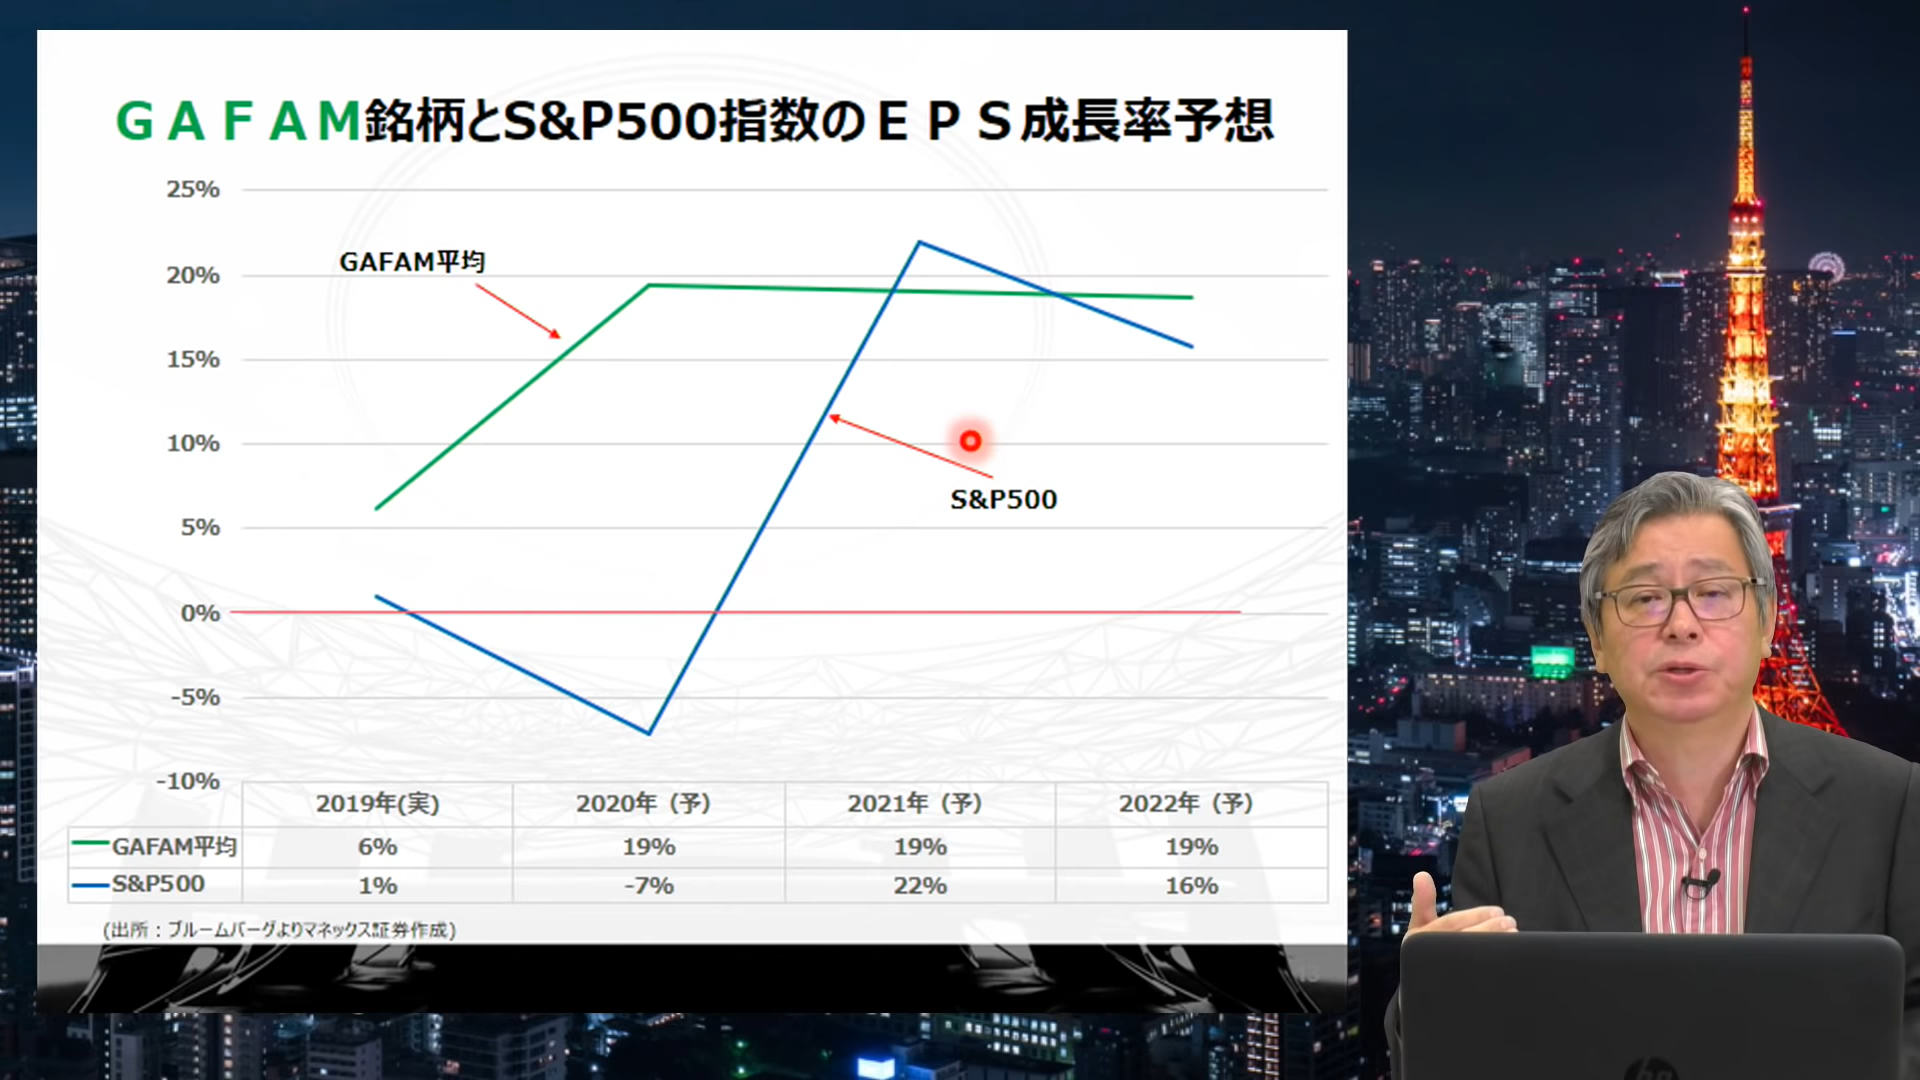 ＧＡＦＡＭ銘柄とS&P500指数のＥＰＳ成長率予想
25%
20%
15%
10%
5%
0%
-5%
-10%
GAFAM平均
S&P500
2019年(実) 2020年（予） 2021年（予） 2022年（予）
GAFAM平均 6% 19% 19% 19%
S&P500 1% -7% 22% 16%
(出所：ブルームバーグよりマネックス証券作成)
hp